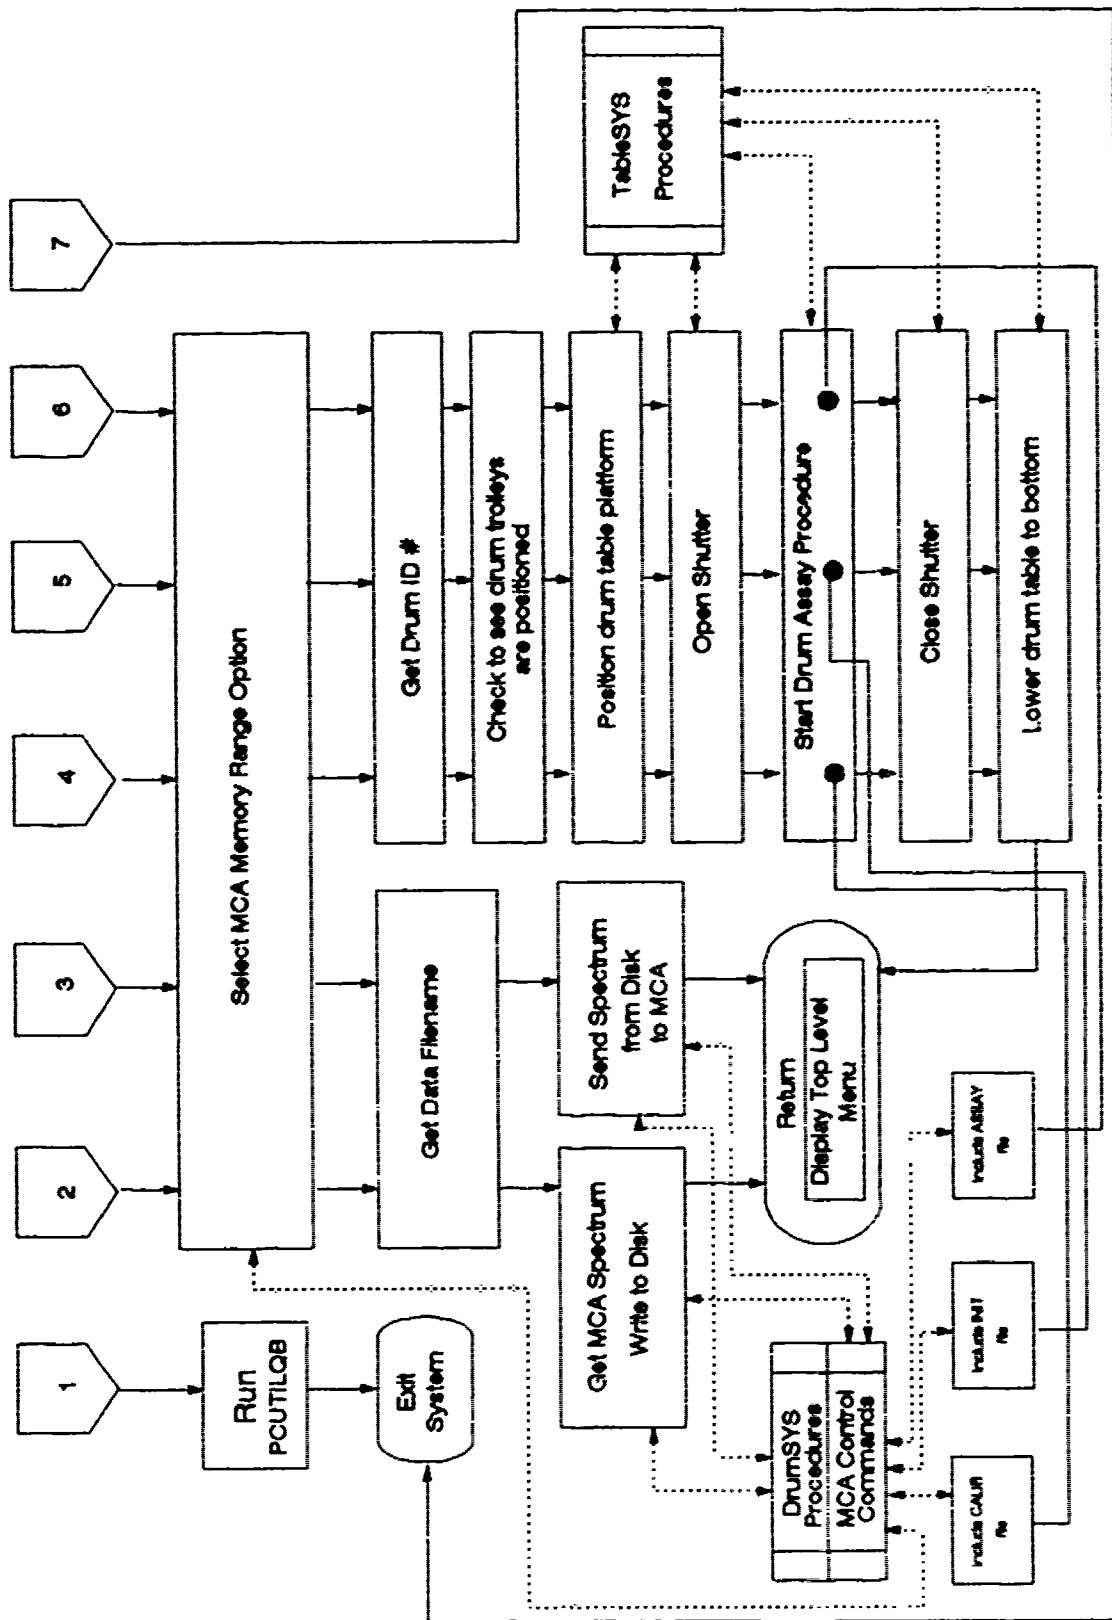 1
2
3
4
5
6
7
Run
PCUTILQB
Exit
System
Select MCA Memory Range Option
Get Data Filename
Get Drum ID #
Check to see drum trolleys
are positioned
Get MCA Spectrum
Write to Disk
Send Spectrum
from Disk
to MCA
Position drum table platform
TableSYS
Procedures
Open Shutter
DrumSYS
Procedures
MCA Control
Commands
Return
Display Top Level
Menu
Start Drum Assay Procedure
Close Shutter
Lower drum table to bottom
Include CALIB
file
Include INIT
file
Include ASSAY
file